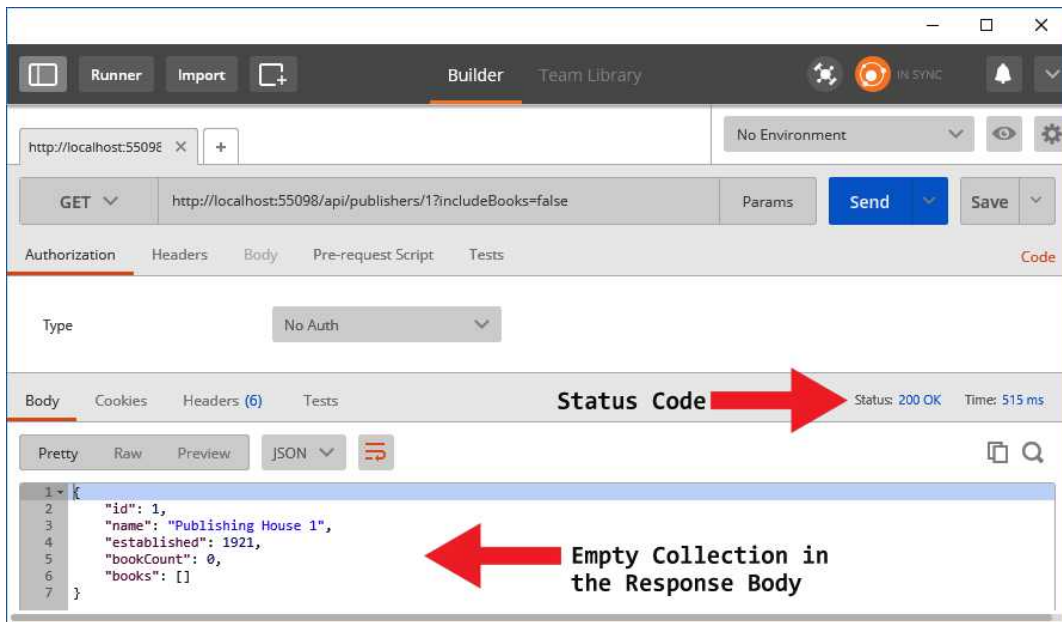 Runner Import Builder Team Library IN SYNC
http://localhost:5509 No Environment
GET http://localhost:55098/api/publishers/1?includeBooks=false Params Send Save
Authorization Headers Body Pre-request Script Tests Code
Type No Auth
Body Cookies Headers (6) Tests Status Code Status: 200 OK Time: 515 ms
Pretty Raw Preview JSON
1 {
2 "id": 1,
3 "name": "Publishing House 1",
4 "established": 1921,
5 "bookCount": 0,
6 "books": []
7 }
Empty Collection in
the Response Body